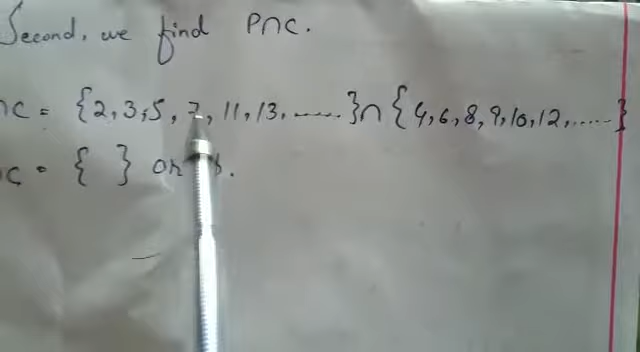 Second, we find P∩C.
∩C = {2,3,5,7,11,13,......}∩{4,6,8,9,10,12,.....}
C = { } or